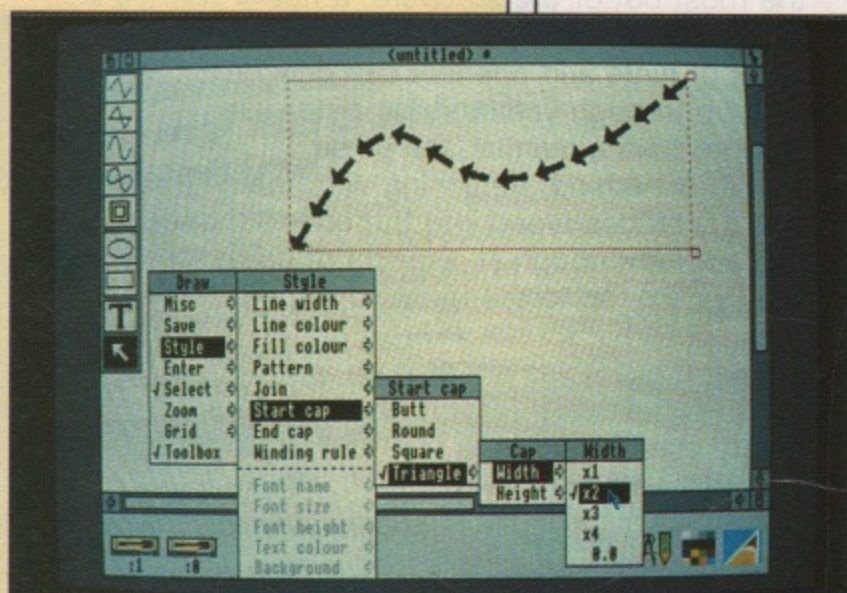 <untitled> *
T
Draw
Misc
Save
Style
Enter
√Select
Zoom
Grid
√Toolbox
Style
Line width
Line colour
Fill colour
Pattern
Join
Start cap
End cap
Winding rule
Font name
Font size
Font height
Text colour
Background
Start cap
Butt
Round
Square
√Triangle
Cap
Width
Height
Width
x1
√x2
x3
x4
0.0
:1
:0